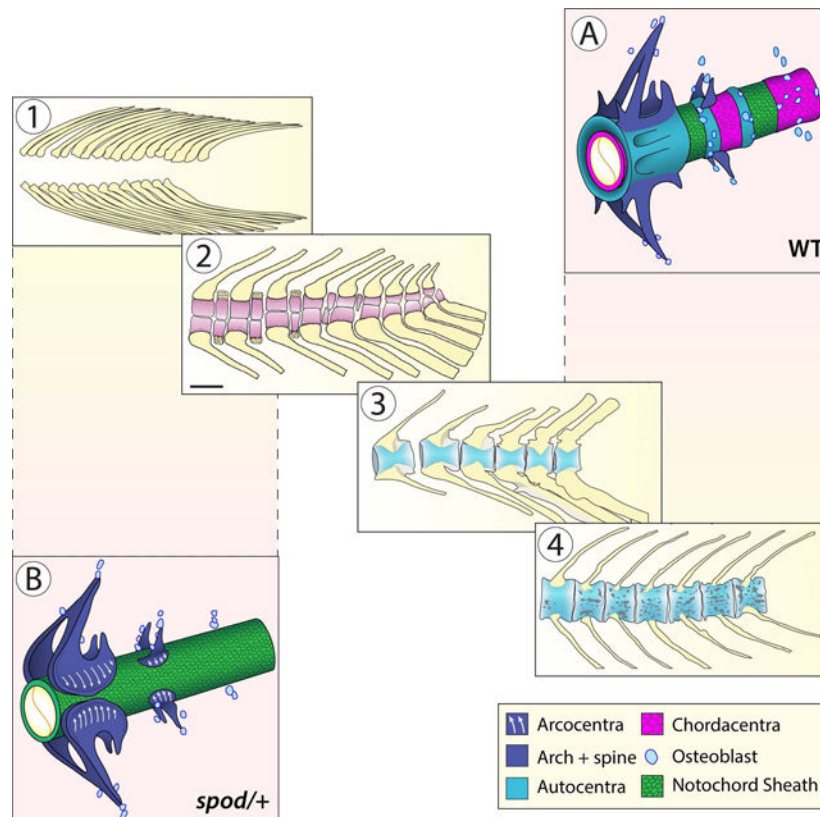 A
1
WT
2
3
4
B
spod/+
Arcocentra
Chordacentra
Arch + spine
Osteoblast
Autocentra
Notochord Sheath